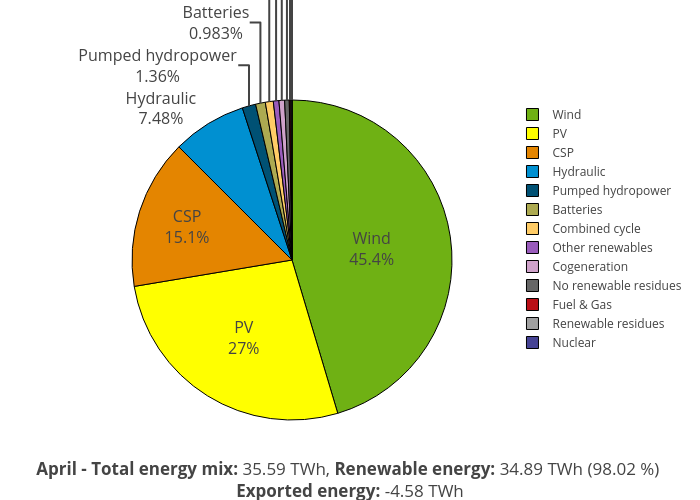 Batteries
0.983%
Pumped hydropower
1.36%
Hydraulic
7.48%
CSP
15.1%
Wind
45.4%
PV
27%
Wind
PV
CSP
Hydraulic
Pumped hydropower
Batteries
Combined cycle
Other renewables
Cogeneration
No renewable residues
Fuel & Gas
Renewable residues
Nuclear
April - Total energy mix: 35.59 TWh, Renewable energy: 34.89 TWh (98.02 %)
Exported energy: -4.58 TWh